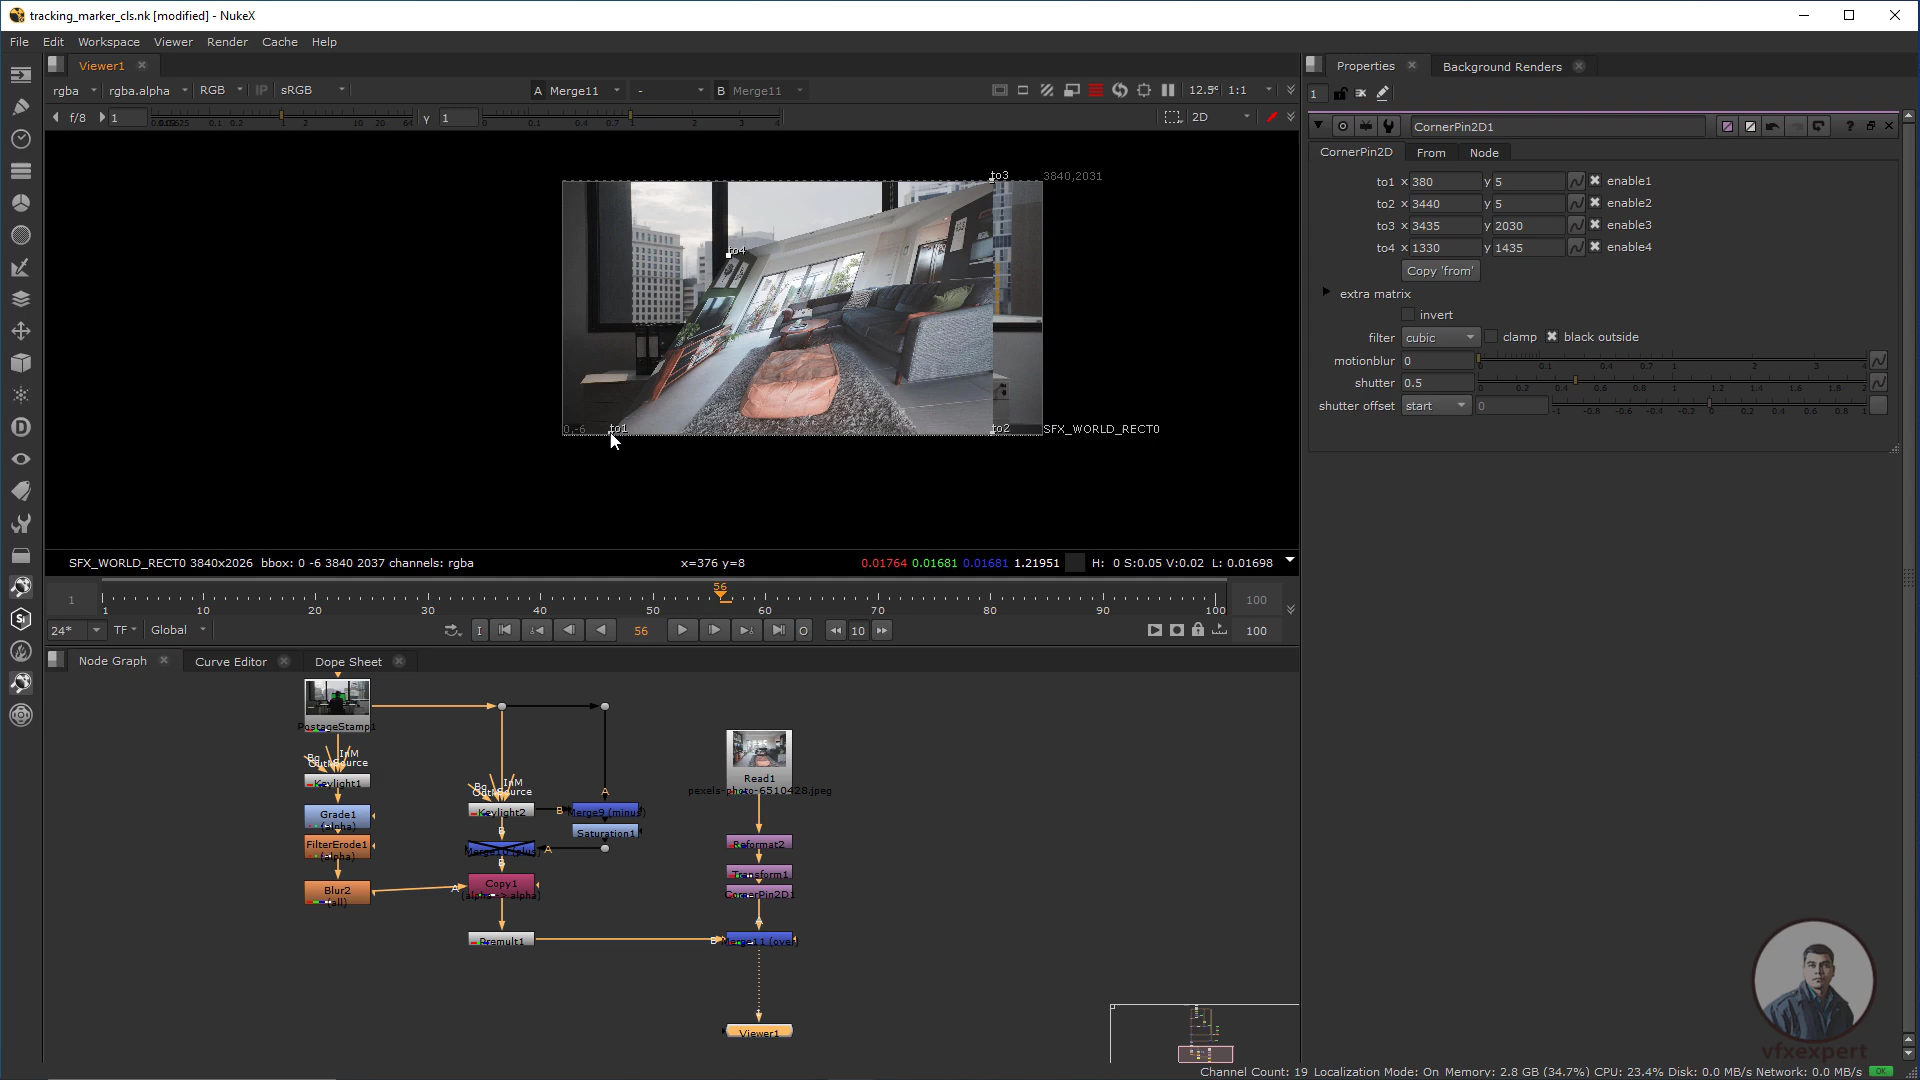 tracking_marker_cls.nk [modified] - NukeX
File Edit Workspace Viewer Render Cache Help
Viewer1
rgba rgba.alpha RGB IP sRGB A Merge11 - B Merge11 12.5% 1:1
f/8 1 y 1 2D
to3 3840,2031
to4
0,-6 to1 to2 SFX_WORLD_RECT0
SFX_WORLD_RECT0 3840x2026 bbox: 0 -6 3840 2037 channels: rgba x=376 y=8 0.01764 0.01681 0.01681 1.21951 H: 0 S:0.05 V:0.02 L: 0.01698
56
1 1 10 20 30 40 50 60 70 80 90 100 100
24* TF Global I 56 O 10 100
Node Graph Curve Editor Dope Sheet
PostageStamp1
Keylight1
Grade1
(alpha)
FilterErode1
(alpha)
Blur2
(all)
Keylight2
Merge9 (minus)
Saturation1
Copy1
(alpha -> alpha)
Premult1
Read1
pexels-photo-6510428.jpeg
Reformat2
Transform1
CornerPin2D1
Merge11 (over)
Viewer1
Properties Background Renders
1
CornerPin2D1
CornerPin2D From Node
to1 x 380 y 5 enable1
to2 x 3440 y 5 enable2
to3 x 3435 y 2030 enable3
to4 x 1330 y 1435 enable4
Copy 'from'
extra matrix
invert
filter cubic clamp black outside
motionblur 0
shutter 0.5
shutter offset start 0
vfxexpert
Channel Count: 19 Localization Mode: On Memory: 2.8 GB (34.7%) CPU: 23.4% Disk: 0.0 MB/s Network: 0.0 MB/s OK